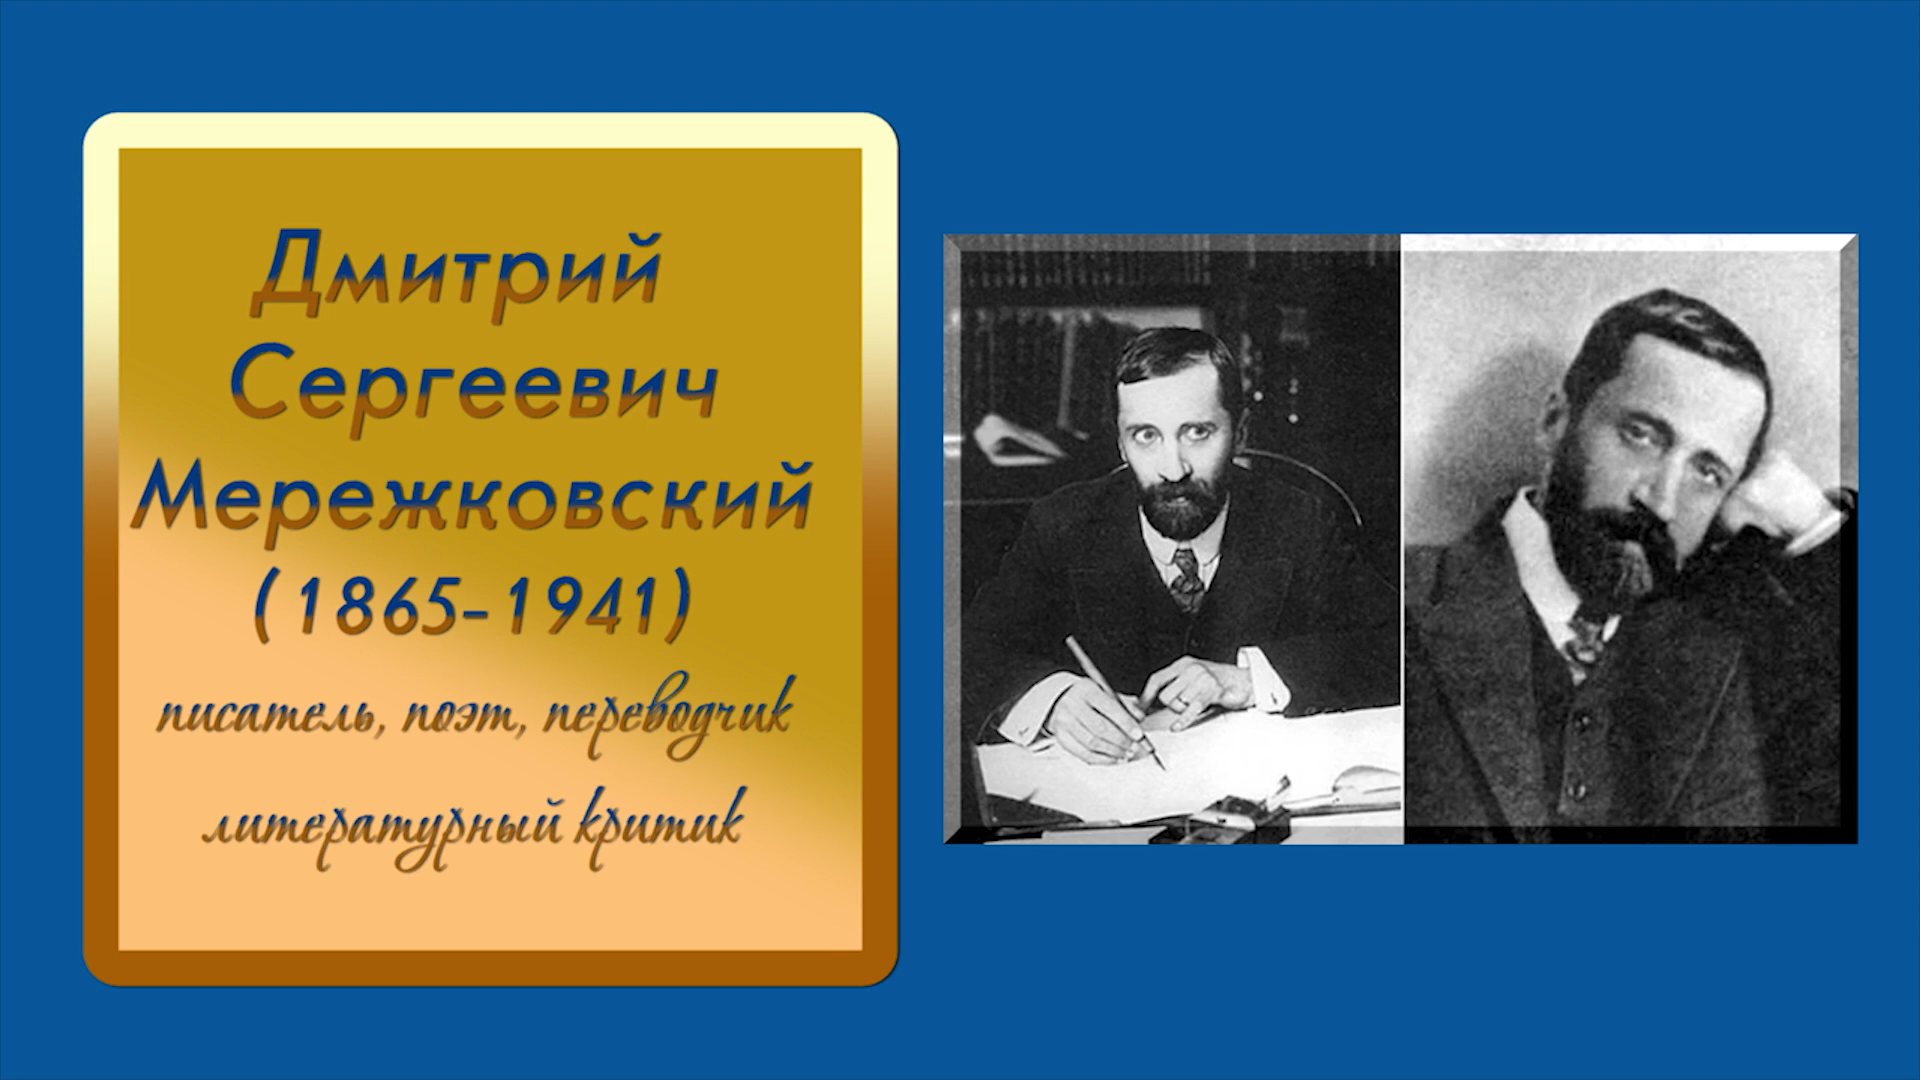 Дмитрий
Сергеевич
Мережковский
(1865-1941)
писатель, поэт, переводчик
литературный критик